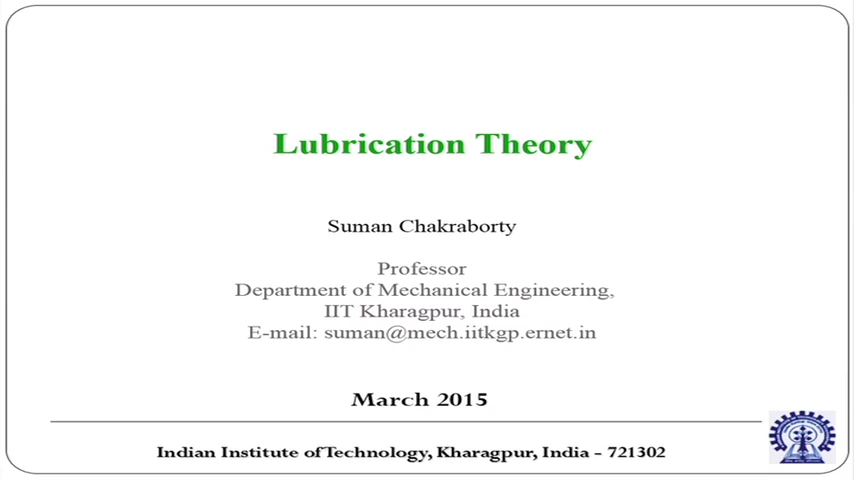 Lubrication Theory
Suman Chakraborty
Professor
Department of Mechanical Engineering,
IIT Kharagpur, India
E-mail: suman@mech.iitkgp.ernet.in
March 2015
Indian Institute of Technology, Kharagpur, India - 721302